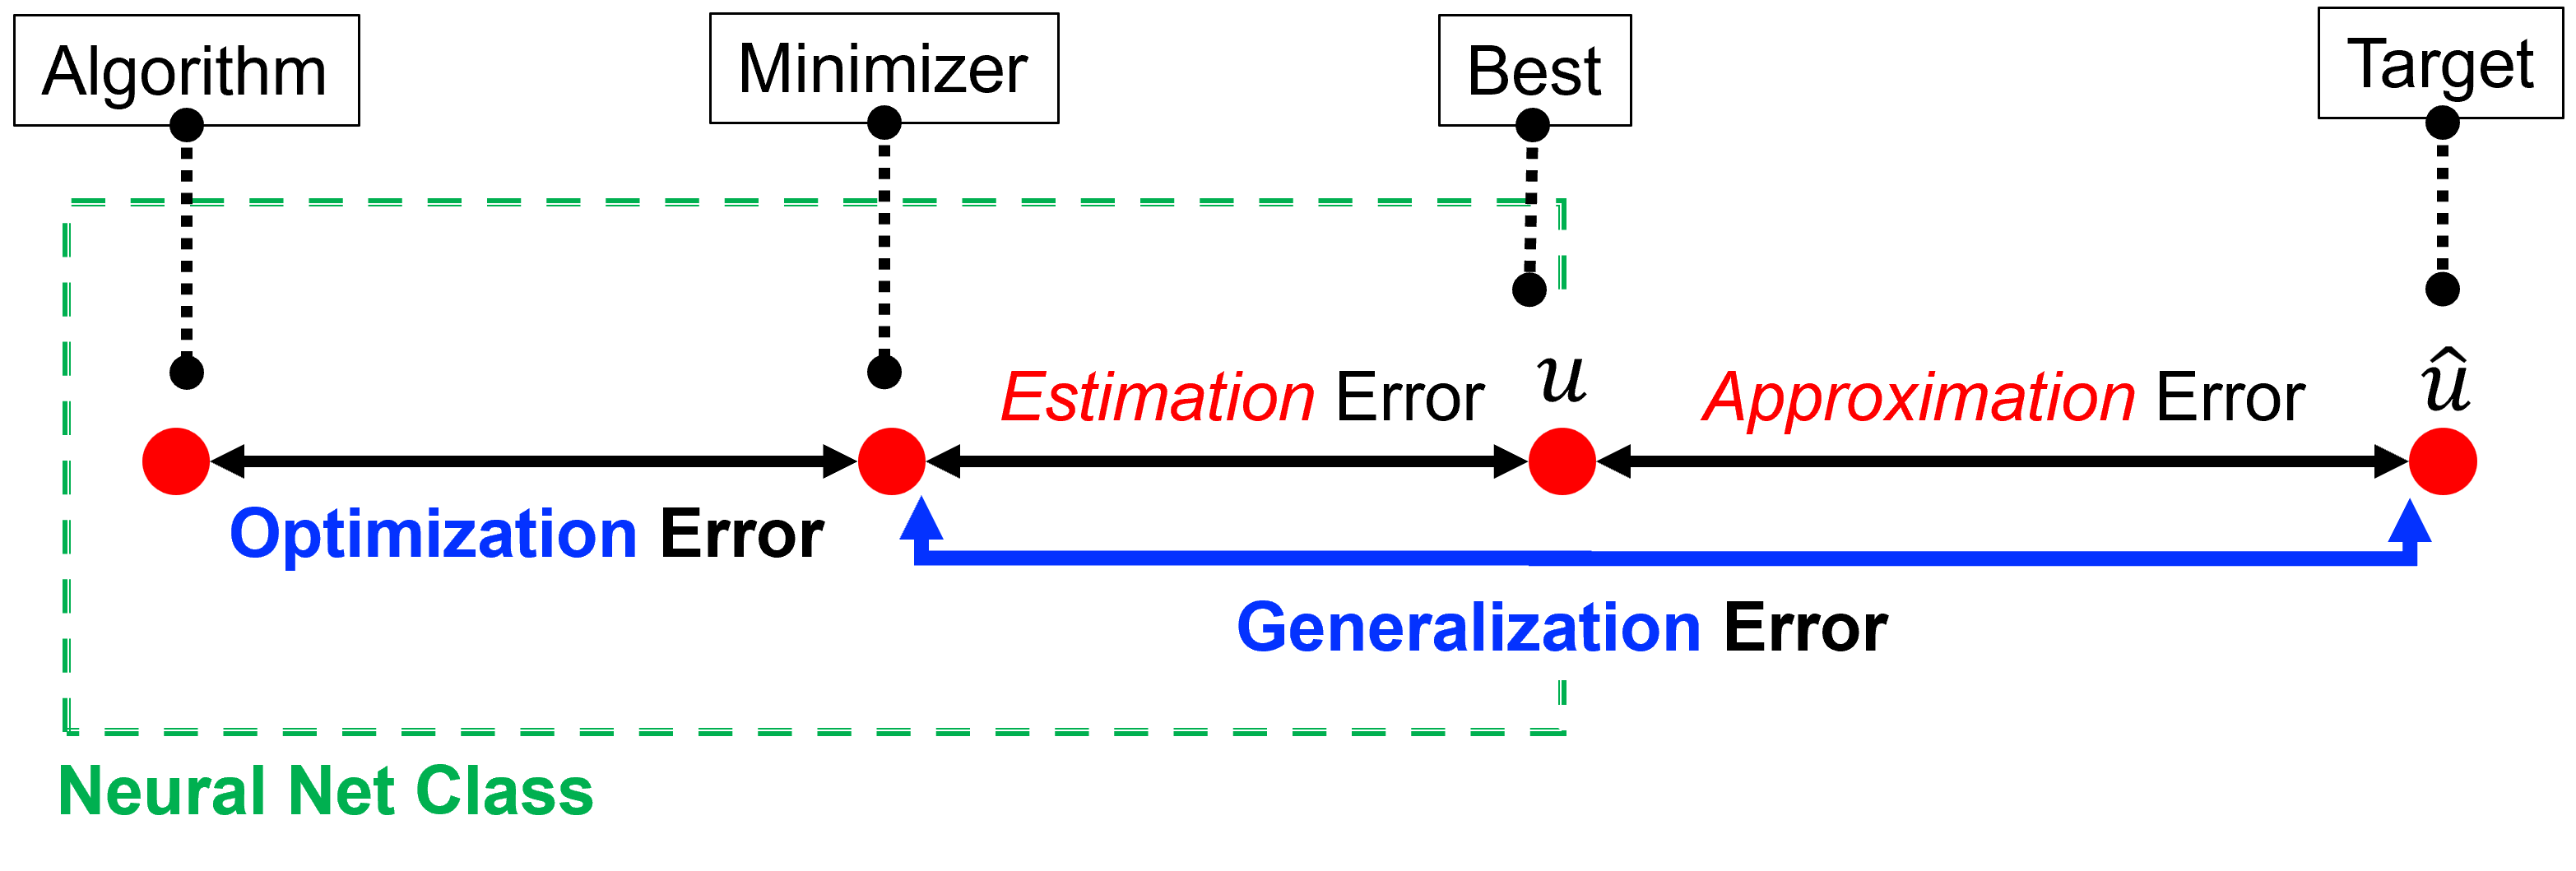 Algorithm
Minimizer
Best
Target
Estimation Error
u
Approximation Error
û
Optimization Error
Generalization Error
Neural Net Class